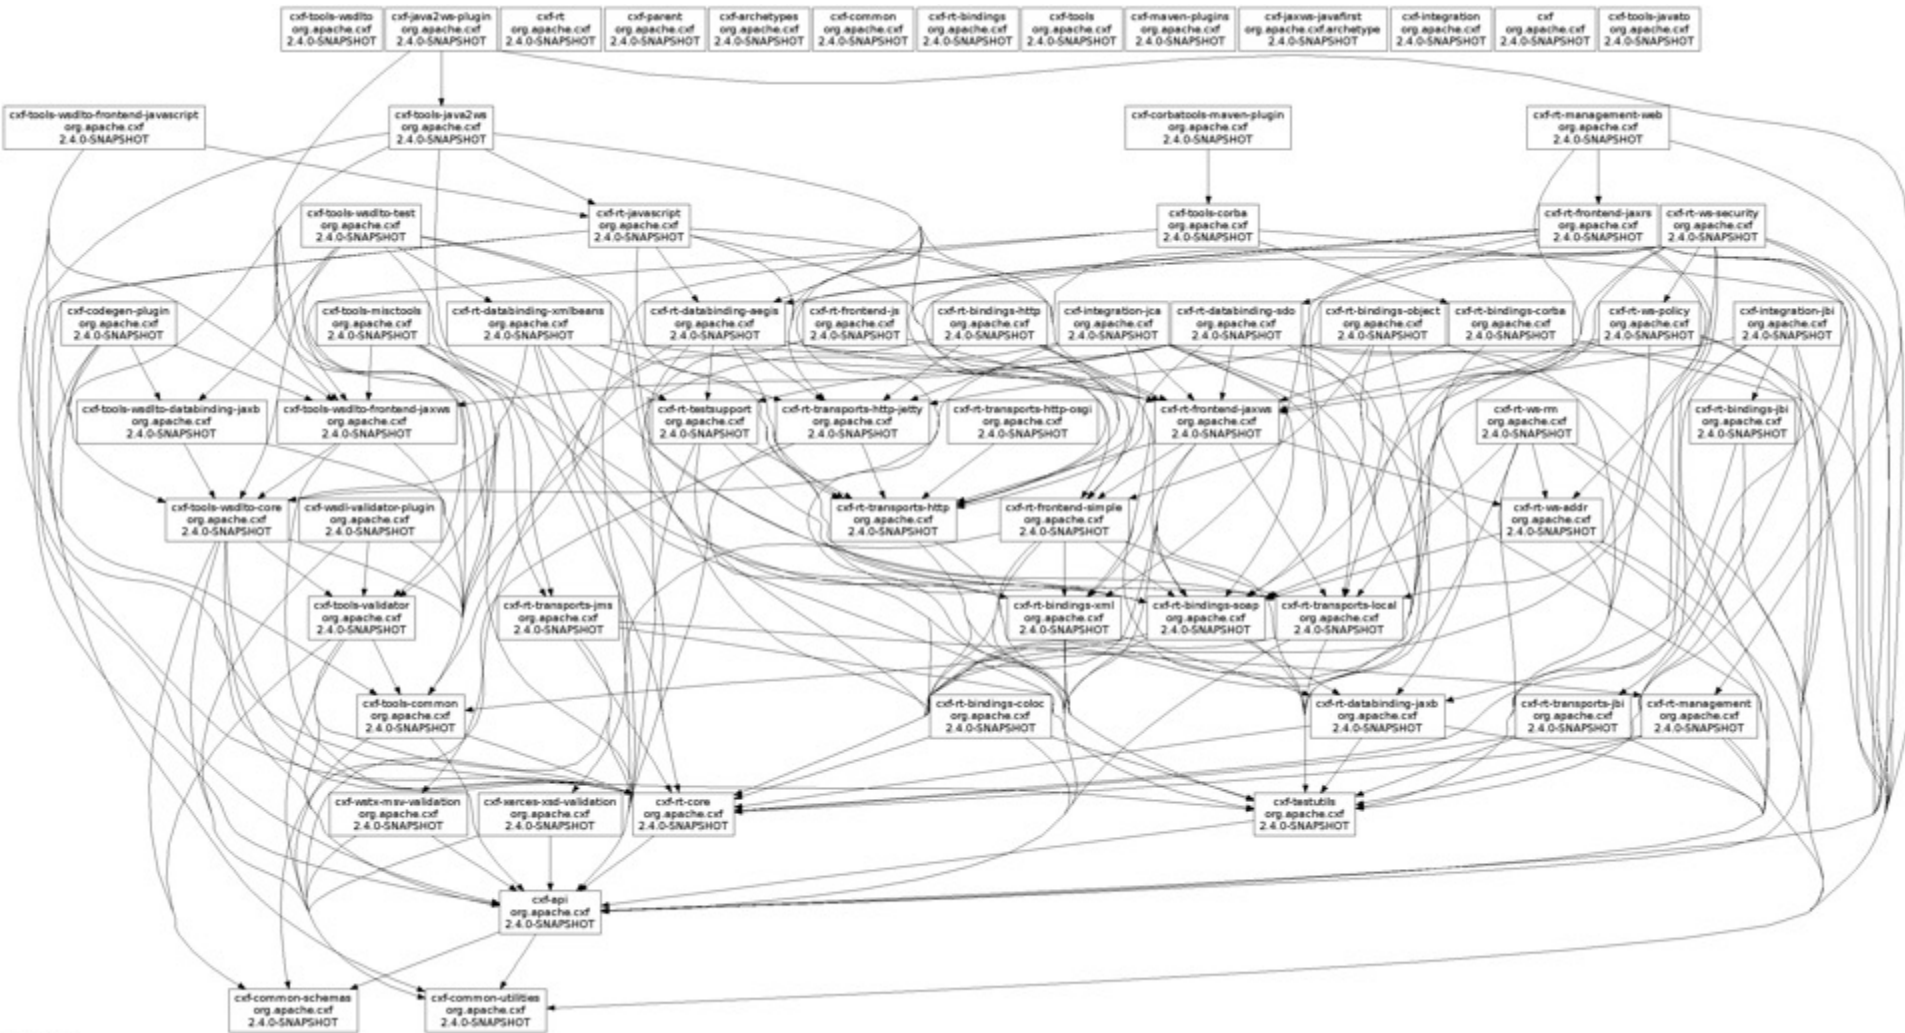 cxf-tools-wsdlto
org.apache.cxf
2.4.0-SNAPSHOT
cxf-java2ws-plugin
org.apache.cxf
2.4.0-SNAPSHOT
cxf-rt
org.apache.cxf
2.4.0-SNAPSHOT
cxf-parent
org.apache.cxf
2.4.0-SNAPSHOT
cxf-archetypes
org.apache.cxf
2.4.0-SNAPSHOT
cxf-common
org.apache.cxf
2.4.0-SNAPSHOT
cxf-rt-bindings
org.apache.cxf
2.4.0-SNAPSHOT
cxf-tools
org.apache.cxf
2.4.0-SNAPSHOT
cxf-maven-plugins
org.apache.cxf
2.4.0-SNAPSHOT
cxf-jaxws-javafirst
org.apache.cxf.archetype
2.4.0-SNAPSHOT
cxf-integration
org.apache.cxf
2.4.0-SNAPSHOT
cxf
org.apache.cxf
2.4.0-SNAPSHOT
cxf-tools-javato
org.apache.cxf
2.4.0-SNAPSHOT
cxf-tools-wsdlto-frontend-javascript
org.apache.cxf
2.4.0-SNAPSHOT
cxf-tools-java2ws
org.apache.cxf
2.4.0-SNAPSHOT
cxf-corbatools-maven-plugin
org.apache.cxf
2.4.0-SNAPSHOT
cxf-rt-management-web
org.apache.cxf
2.4.0-SNAPSHOT
cxf-tools-wsdlto-test
org.apache.cxf
2.4.0-SNAPSHOT
cxf-rt-javascript
org.apache.cxf
2.4.0-SNAPSHOT
cxf-tools-corba
org.apache.cxf
2.4.0-SNAPSHOT
cxf-rt-frontend-jaxrs
org.apache.cxf
2.4.0-SNAPSHOT
cxf-rt-ws-security
org.apache.cxf
2.4.0-SNAPSHOT
cxf-codegen-plugin
org.apache.cxf
2.4.0-SNAPSHOT
cxf-tools-misctools
org.apache.cxf
2.4.0-SNAPSHOT
cxf-rt-databinding-xmlbeans
org.apache.cxf
2.4.0-SNAPSHOT
cxf-rt-databinding-aegis
org.apache.cxf
2.4.0-SNAPSHOT
cxf-rt-frontend-js
org.apache.cxf
2.4.0-SNAPSHOT
cxf-rt-bindings-http
org.apache.cxf
2.4.0-SNAPSHOT
cxf-integration-jca
org.apache.cxf
2.4.0-SNAPSHOT
cxf-rt-databinding-sdo
org.apache.cxf
2.4.0-SNAPSHOT
cxf-rt-bindings-object
org.apache.cxf
2.4.0-SNAPSHOT
cxf-rt-bindings-corba
org.apache.cxf
2.4.0-SNAPSHOT
cxf-rt-ws-policy
org.apache.cxf
2.4.0-SNAPSHOT
cxf-integration-jbi
org.apache.cxf
2.4.0-SNAPSHOT
cxf-tools-wsdlto-databinding-jaxb
org.apache.cxf
2.4.0-SNAPSHOT
cxf-tools-wsdlto-frontend-jaxws
org.apache.cxf
2.4.0-SNAPSHOT
cxf-rt-testsupport
org.apache.cxf
2.4.0-SNAPSHOT
cxf-rt-transports-http-jetty
org.apache.cxf
2.4.0-SNAPSHOT
cxf-rt-transports-http-osgi
org.apache.cxf
2.4.0-SNAPSHOT
cxf-rt-frontend-jaxws
org.apache.cxf
2.4.0-SNAPSHOT
cxf-rt-ws-rm
org.apache.cxf
2.4.0-SNAPSHOT
cxf-rt-bindings-jbi
org.apache.cxf
2.4.0-SNAPSHOT
cxf-tools-wsdlto-core
org.apache.cxf
2.4.0-SNAPSHOT
cxf-wsdl-validator-plugin
org.apache.cxf
2.4.0-SNAPSHOT
cxf-rt-transports-http
org.apache.cxf
2.4.0-SNAPSHOT
cxf-rt-frontend-simple
org.apache.cxf
2.4.0-SNAPSHOT
cxf-rt-ws-addr
org.apache.cxf
2.4.0-SNAPSHOT
cxf-tools-validator
org.apache.cxf
2.4.0-SNAPSHOT
cxf-rt-transports-jms
org.apache.cxf
2.4.0-SNAPSHOT
cxf-rt-bindings-xml
org.apache.cxf
2.4.0-SNAPSHOT
cxf-rt-bindings-soap
org.apache.cxf
2.4.0-SNAPSHOT
cxf-rt-transports-local
org.apache.cxf
2.4.0-SNAPSHOT
cxf-tools-common
org.apache.cxf
2.4.0-SNAPSHOT
cxf-rt-bindings-coloc
org.apache.cxf
2.4.0-SNAPSHOT
cxf-rt-databinding-jaxb
org.apache.cxf
2.4.0-SNAPSHOT
cxf-rt-transports-jbi
org.apache.cxf
2.4.0-SNAPSHOT
cxf-rt-management
org.apache.cxf
2.4.0-SNAPSHOT
cxf-wstx-msv-validation
org.apache.cxf
2.4.0-SNAPSHOT
cxf-xerces-xsd-validation
org.apache.cxf
2.4.0-SNAPSHOT
cxf-rt-core
org.apache.cxf
2.4.0-SNAPSHOT
cxf-testutils
org.apache.cxf
2.4.0-SNAPSHOT
cxf-api
org.apache.cxf
2.4.0-SNAPSHOT
cxf-common-schemas
org.apache.cxf
2.4.0-SNAPSHOT
cxf-common-utilities
org.apache.cxf
2.4.0-SNAPSHOT